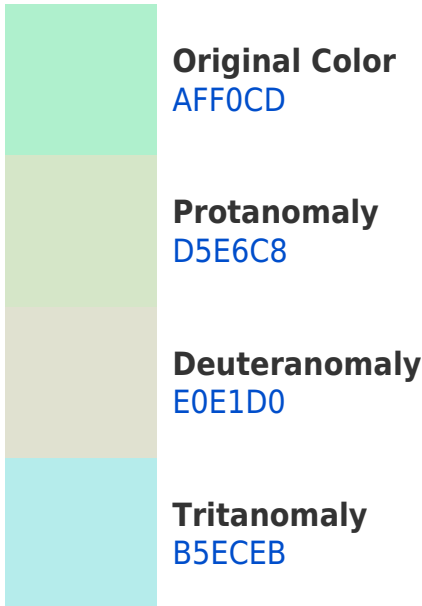 Original Color
AFF0CD
Protanomaly
D5E6C8
Deuteranomaly
E0E1D0
Tritanomaly
B5ECEB